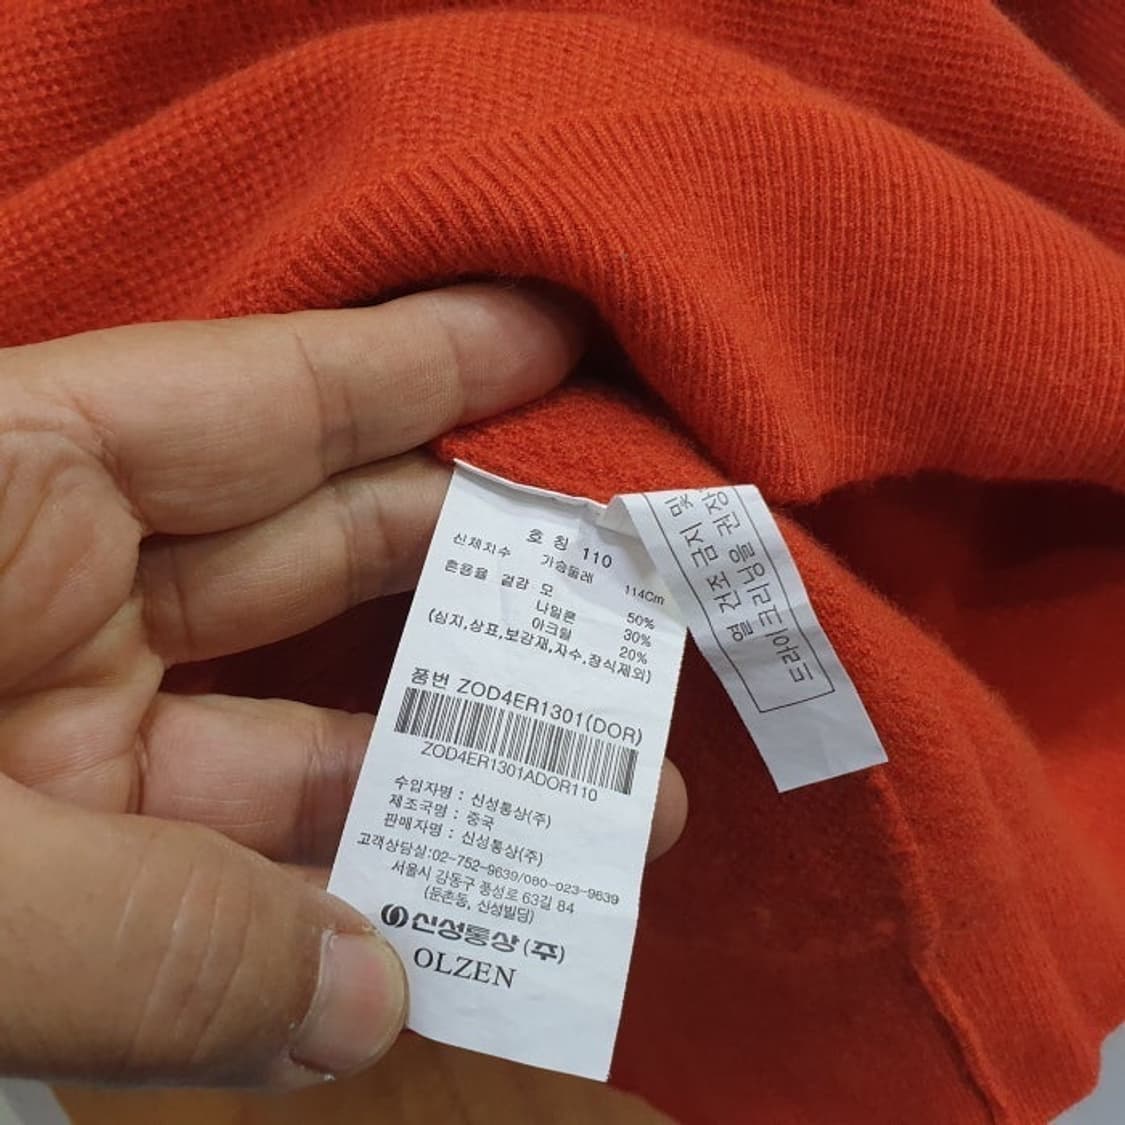 호 칭 110
신체치수 가슴둘레 114Cm
혼용율 겉감 모 50%
나일론 30%
아크릴 20%
(심지,상표,보강재,자수,장식제외)
품번 ZOD4ER1301(DOR)
ZOD4ER1301ADOR110
수입자명 : 신성통상(주)
제조국명 : 중국
판매자명 : 신성통상(주)
고객상담실:02-752-9639/080-023-9639
서울시 강동구 풍성로 63길 84
(둔촌동, 신성빌딩)
신성통상(주)
OLZEN
열 건조 금지 및
드라이크리닝을 권장